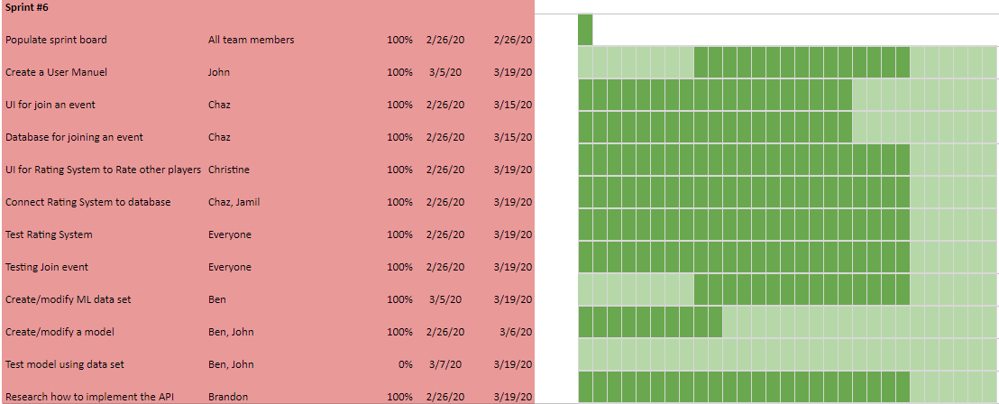 Sprint #6
Populate sprint board All team members 100% 2/26/20 2/26/20
Create a User Manuel John 100% 3/5/20 3/19/20
UI for join an event Chaz 100% 2/26/20 3/15/20
Database for joining an event Chaz 100% 2/26/20 3/15/20
UI for Rating System to Rate other players Christine 100% 2/26/20 3/19/20
Connect Rating System to database Chaz, Jamil 100% 2/26/20 3/19/20
Test Rating System Everyone 100% 2/26/20 3/19/20
Testing Join event Everyone 100% 2/26/20 3/19/20
Create/modify ML data set Ben 100% 3/5/20 3/19/20
Create/modify a model Ben, John 100% 2/26/20 3/6/20
Test model using data set Ben, John 0% 3/7/20 3/19/20
Research how to implement the API Brandon 100% 2/26/20 3/19/20